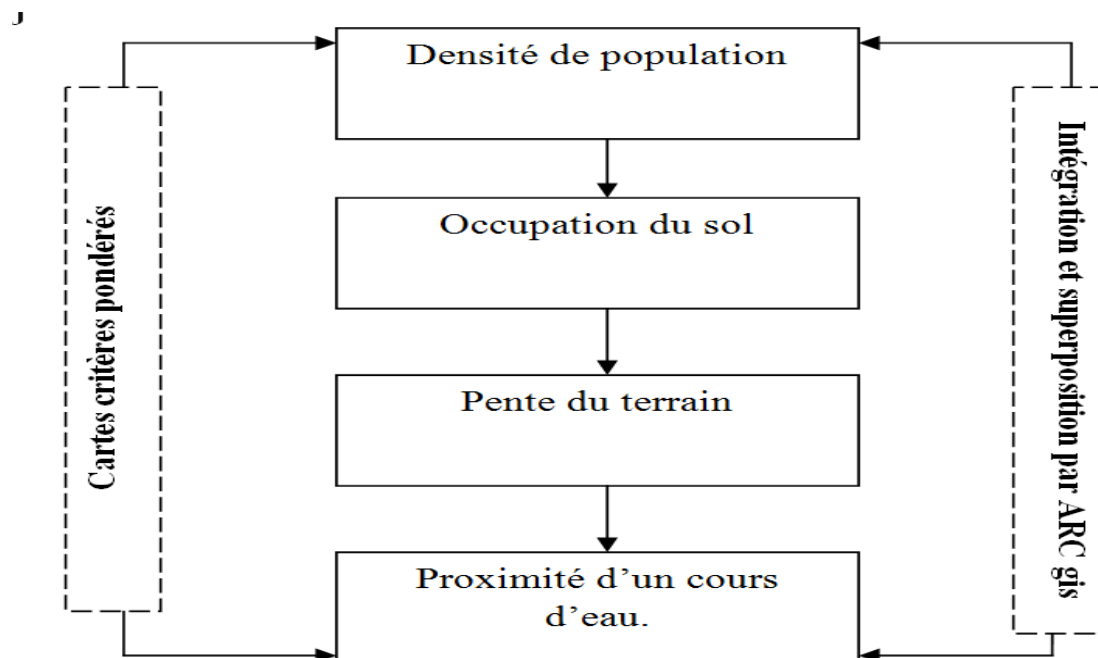 Densité de population
Occupation du sol
Pente du terrain
Proximité d’un cours
d’eau.
Cartes critères pondérés
Intégration et superposition par ARC gis